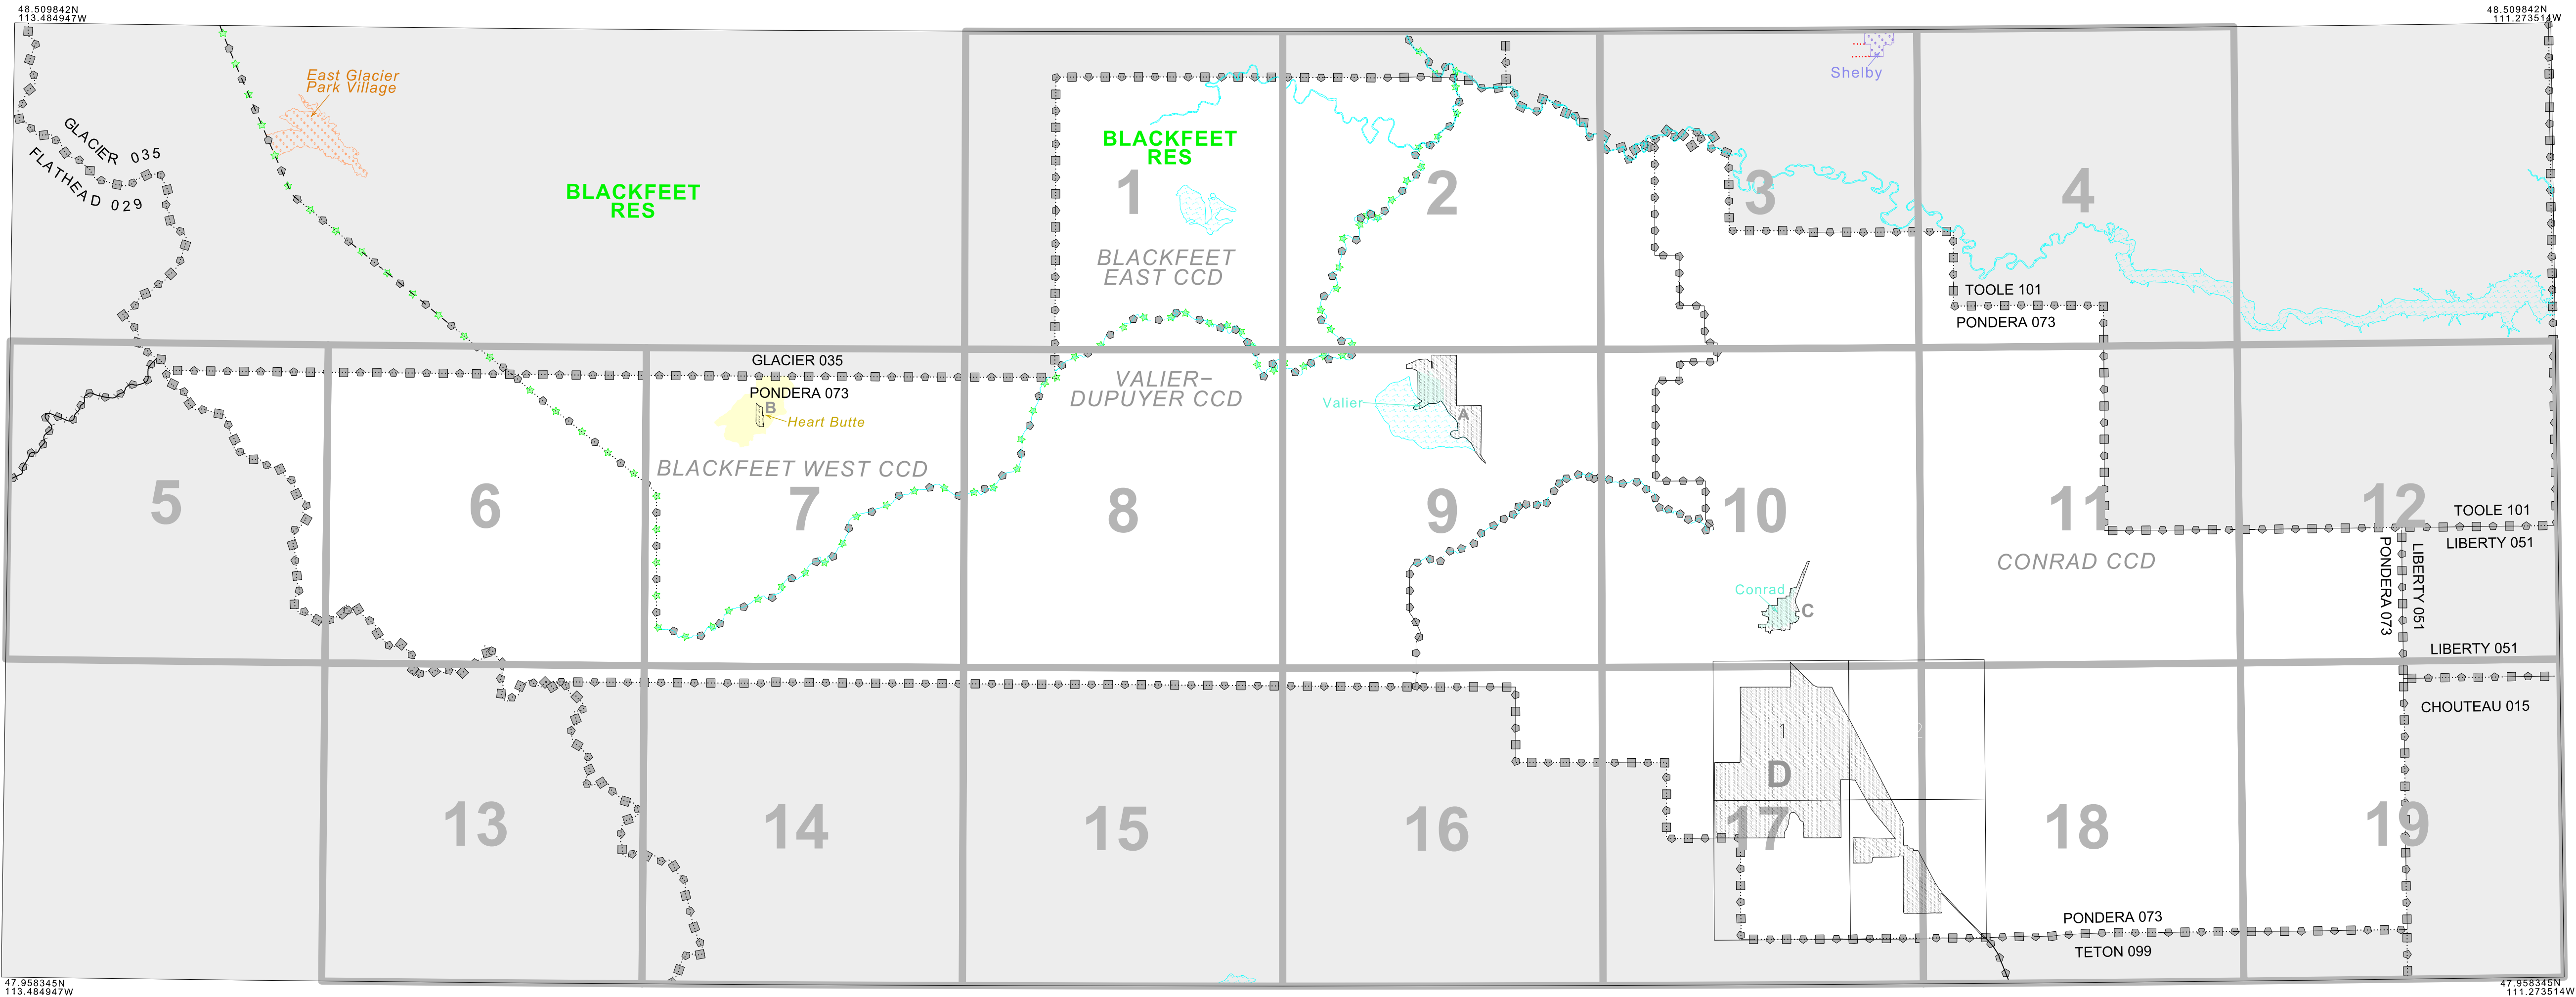 48.509842N
113.484947W
48.509842N
111.273514W
East Glacier
Park Village
Shelby
GLACIER 035
FLATHEAD 029
BLACKFEET
RES
BLACKFEET
RES
1
2
3
4
BLACKFEET
EAST CCD
TOOLE 101
PONDERA 073
GLACIER 035
PONDERA 073
B
Heart Butte
VALIER-
DUPUYER CCD
Valier
A
BLACKFEET WEST CCD
5
6
7
8
9
10
11
12
TOOLE 101
LIBERTY 051
PONDERA 073
LIBERTY 051
CONRAD CCD
Conrad
C
LIBERTY 051
CHOUTEAU 015
1
2
D
13
14
15
16
17
18
19
PONDERA 073
TETON 099
47.958345N
113.484947W
47.958345N
111.273514W